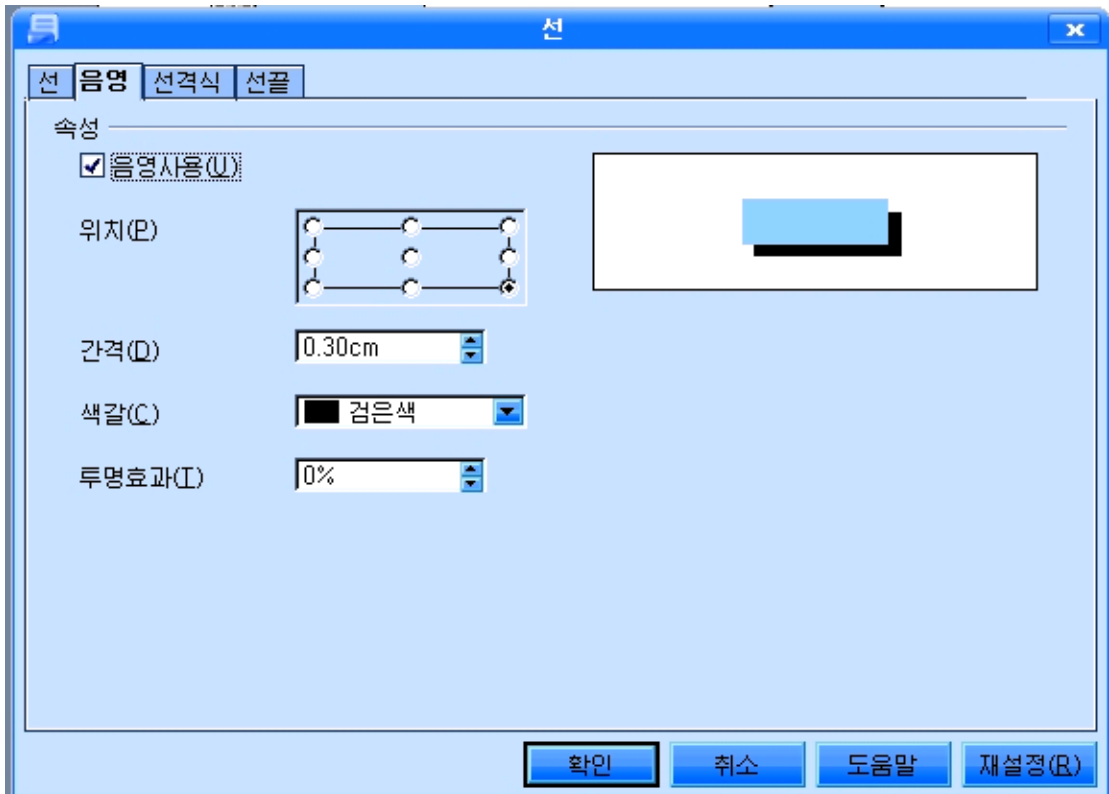 선
선 음영 선격식 선끝
속성
음영사용(U)
위치(P)
간격(D) 0.30cm
색갈(C) 검은색
투명효과(T) 0%
확인 취소 도움말 재설정(R)